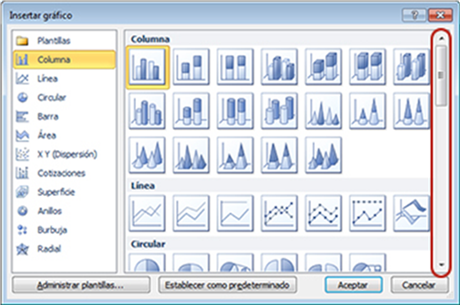 Insertar gráfico
Plantillas
Columna
Línea
Circular
Barra
Área
X Y (Dispersión)
Cotizaciones
Superficie
Anillos
Burbuja
Radial
Columna
Línea
Circular
Administrar plantillas...
Establecer como predeterminado
Aceptar
Cancelar